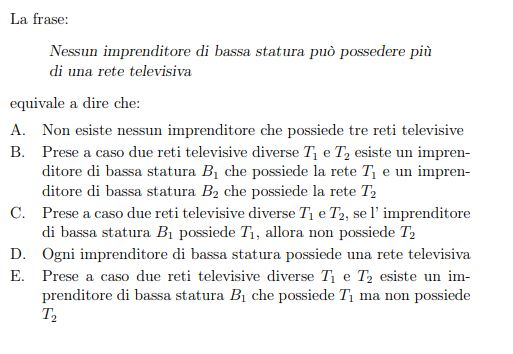 La frase:
Nessun imprenditore di bassa statura può possedere più
di una rete televisiva
equivale a dire che:
A. Non esiste nessun imprenditore che possiede tre reti televisive
B. Prese a caso due reti televisive diverse T₁ e T₂ esiste un impren-
ditore di bassa statura B₁ che possiede la rete T₁ e un impren-
ditore di bassa statura B₂ che possiede la rete T₂
C. Prese a caso due reti televisive diverse T₁ e T₂, se l' imprenditore
di bassa statura B₁ possiede T₁, allora non possiede T₂
D. Ogni imprenditore di bassa statura possiede una rete televisiva
E. Prese a caso due reti televisive diverse T₁ e T₂ esiste un im-
prenditore di bassa statura B₁ che possiede T₁ ma non possiede
T₂